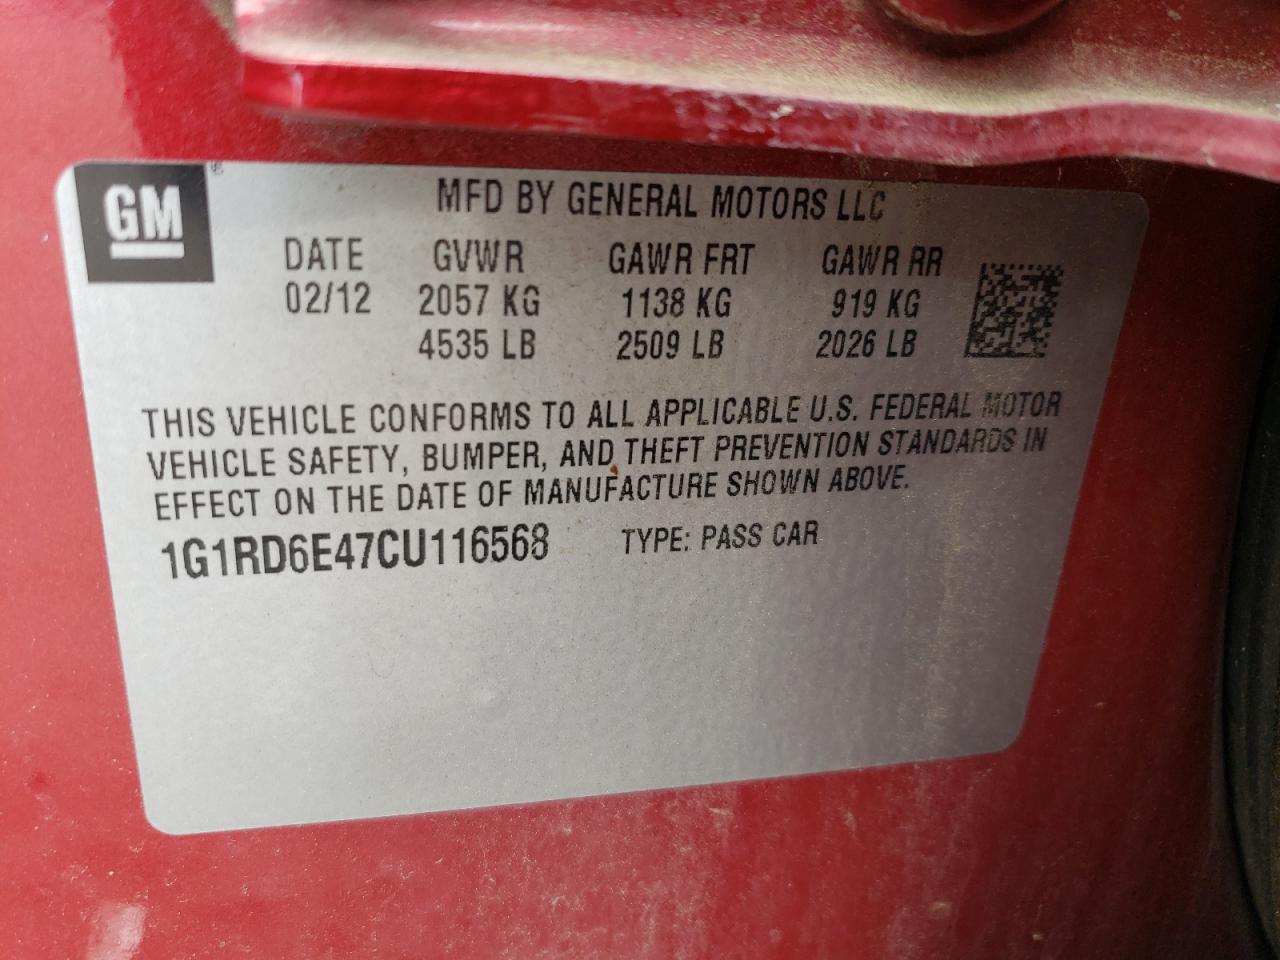 GM®
MFD BY GENERAL MOTORS LLC
DATE GVWR GAWR FRT GAWR RR
02/12 2057 KG 1138 KG 919 KG
4535 LB 2509 LB 2026 LB
THIS VEHICLE CONFORMS TO ALL APPLICABLE U.S. FEDERAL MOTOR
VEHICLE SAFETY, BUMPER, AND THEFT PREVENTION STANDARDS IN
EFFECT ON THE DATE OF MANUFACTURE SHOWN ABOVE.
1G1RD6E47CU116568 TYPE: PASS CAR